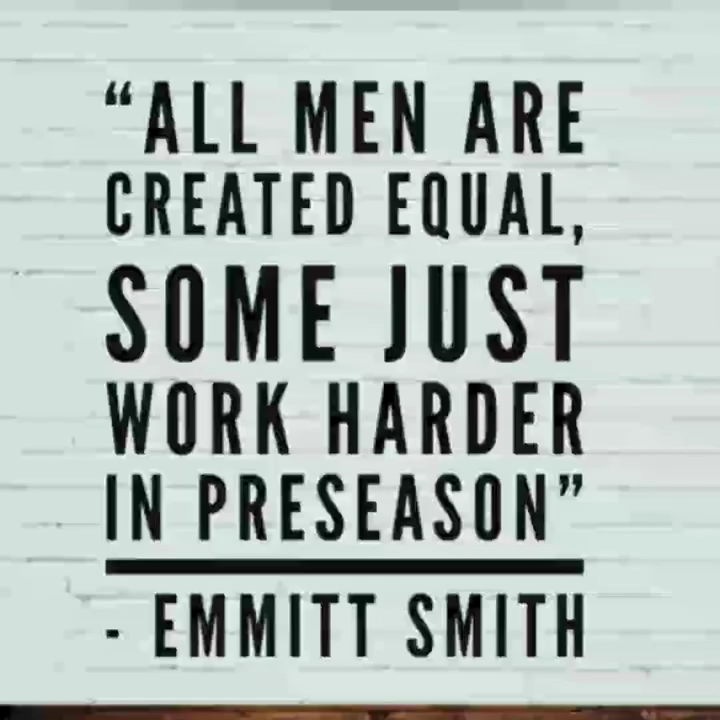 “ALL MEN ARE
CREATED EQUAL,
SOME JUST
WORK HARDER
IN PRESEASON”
- EMMITT SMITH